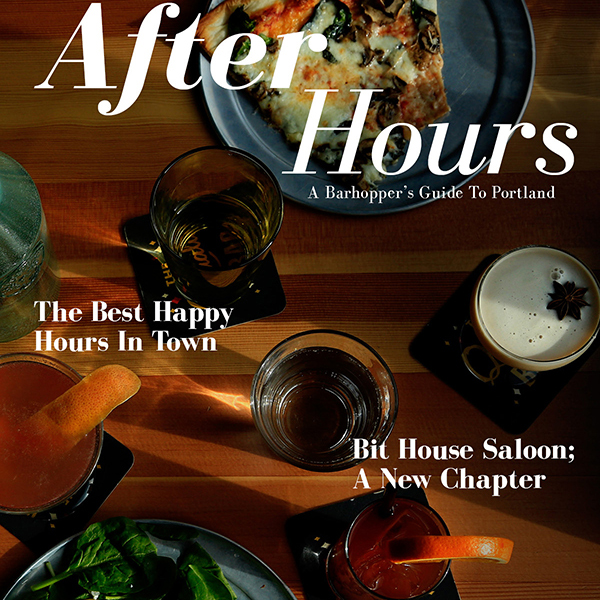 After
Hours
A Barhopper's Guide To Portland
The Best Happy
Hours In Town
Bit House Saloon;
A New Chapter